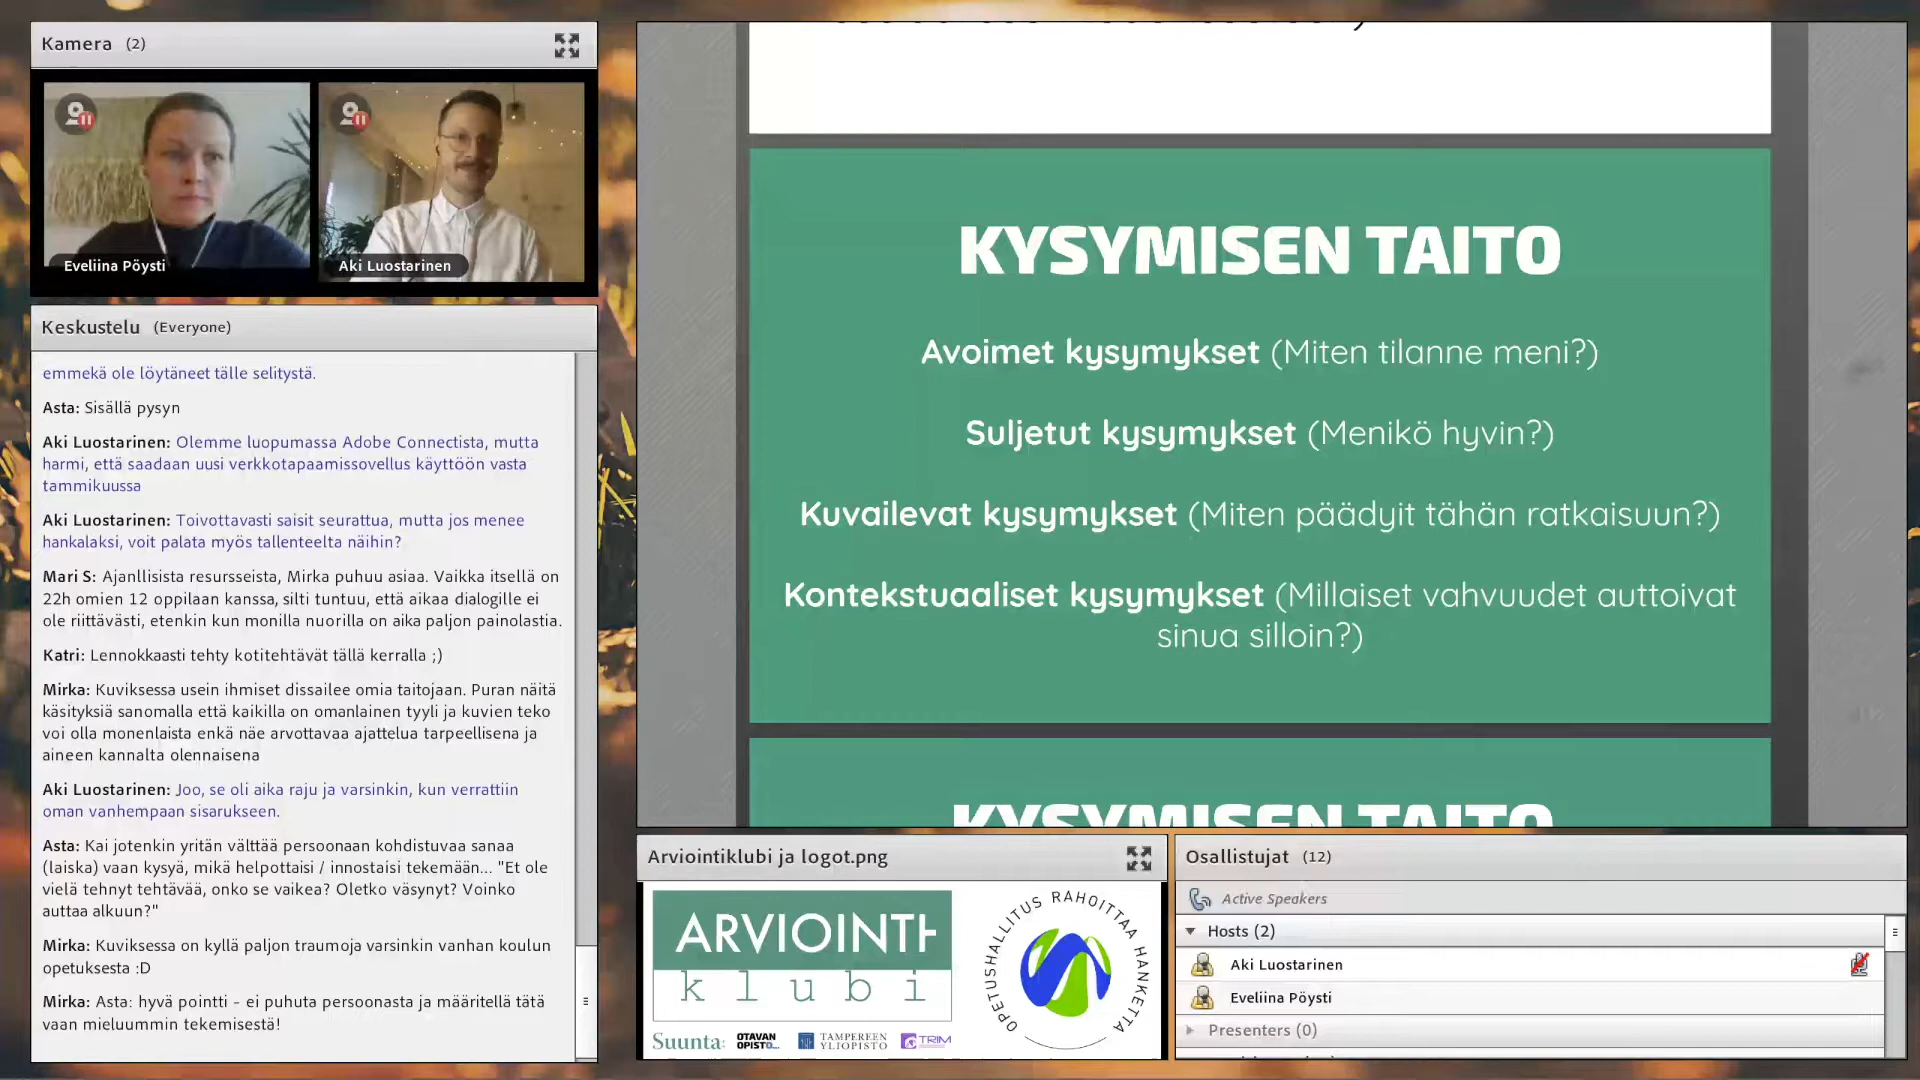 Kamera (2)
Eveliina Pöysti
Aki Luostarinen
Keskustelu (Everyone)
emmekä ole löytäneet tälle selitystä.
Asta: Sisällä pysyn
Aki Luostarinen: Olemme luopumassa Adobe Connectista, mutta
harmi, että saadaan uusi verkkotapaamissovellus käyttöön vasta
tammikuussa
Aki Luostarinen: Toivottavasti saisit seurattua, mutta jos menee
hankalaksi, voit palata myös tallenteelta näihin?
Mari S: Ajanllisista resursseista, Mirka puhuu asiaa. Vaikka itsellä on
22h omien 12 oppilaan kanssa, silti tuntuu, että aikaa dialogille ei
ole riittävästi, etenkin kun monilla nuorilla on aika paljon painolastia.
Katri: Lennokkaasti tehty kotitehtävät tällä kerralla ;)
Mirka: Kuviksessa usein ihmiset dissailee omia taitojaan. Puran näitä
käsityksiä sanomalla että kaikilla on omanlainen tyyli ja kuvien teko
voi olla monenlaista enkä näe arvottavaa ajattelua tarpeellisena ja
aineen kannalta olennaisena
Aki Luostarinen: Joo, se oli aika raju ja varsinkin, kun verrattiin
oman vanhempaan sisarukseen.
Asta: Kai jotenkin yritän välttää persoonaan kohdistuvaa sanaa
(laiska) vaan kysyä, mikä helpottaisi / innostaisi tekemään... "Et ole
vielä tehnyt tehtävää, onko se vaikea? Oletko väsynyt? Voinko
auttaa alkuun?"
Mirka: Kuviksessa on kyllä paljon traumoja varsinkin vanhan koulun
opetuksesta :D
Mirka: Asta: hyvä pointti - ei puhuta persoonasta ja määritellä tätä
vaan mieluummin tekemisestä!
KYSYMISEN TAITO
Avoimet kysymykset (Miten tilanne meni?)
Suljetut kysymykset (Menikö hyvin?)
Kuvailevat kysymykset (Miten päädyit tähän ratkaisuun?)
Kontekstuaaliset kysymykset (Millaiset vahvuudet auttoivat
sinua silloin?)
KYSYMISEN TAITO
Arviointiklubi ja logot.png
ARVIOINTI
klubi
Suunta:
OTAVAN
OPISTO
TAMPEREEN
YLIOPISTO
TRIM
OPETUSHALLITUS RAHOITTAA HANKETTA
Osallistujat (12)
Active Speakers
Hosts (2)
Aki Luostarinen
Eveliina Pöysti
Presenters (0)